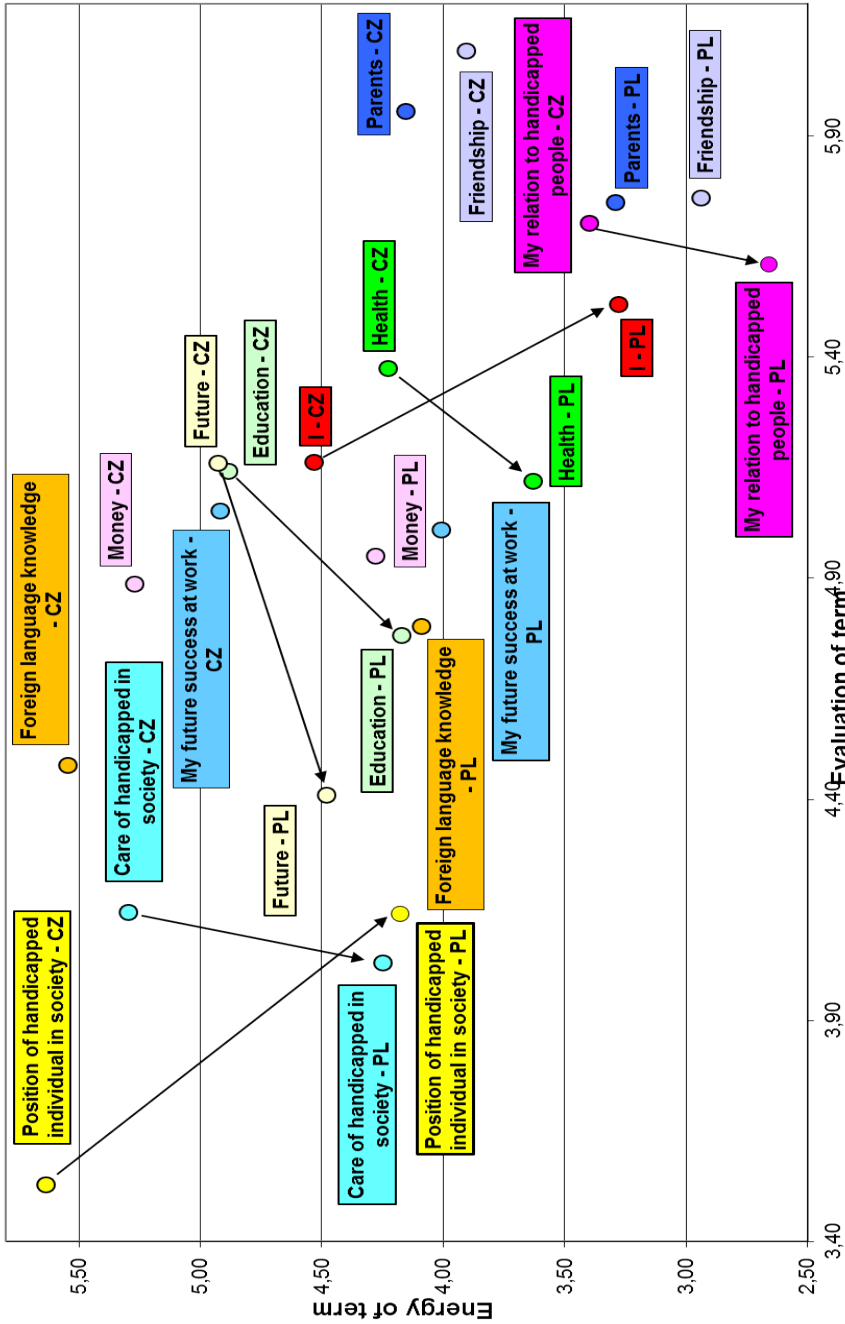 Position of handicapped
individual in society - CZ
Foreign language knowledge
- CZ
Care of handicapped in
society - CZ
Money - CZ
My future success at work -
CZ
Future - CZ
Education - CZ
I - CZ
Health - CZ
Parents - CZ
Friendship - CZ
My relation to handicapped
people - CZ
Parents - PL
Friendship - PL
Future - PL
Education - PL
Money - PL
Care of handicapped in
society - PL
Position of handicapped
individual in society - PL
Foreign language knowledge
- PL
My future success at work -
PL
Health - PL
I - PL
My relation to handicapped
people - PL
Energy of term
5,50
5,00
4,50
4,00
3,50
3,00
2,50
3,40
3,90
4,40
4,90
5,40
5,90
Evaluation of term